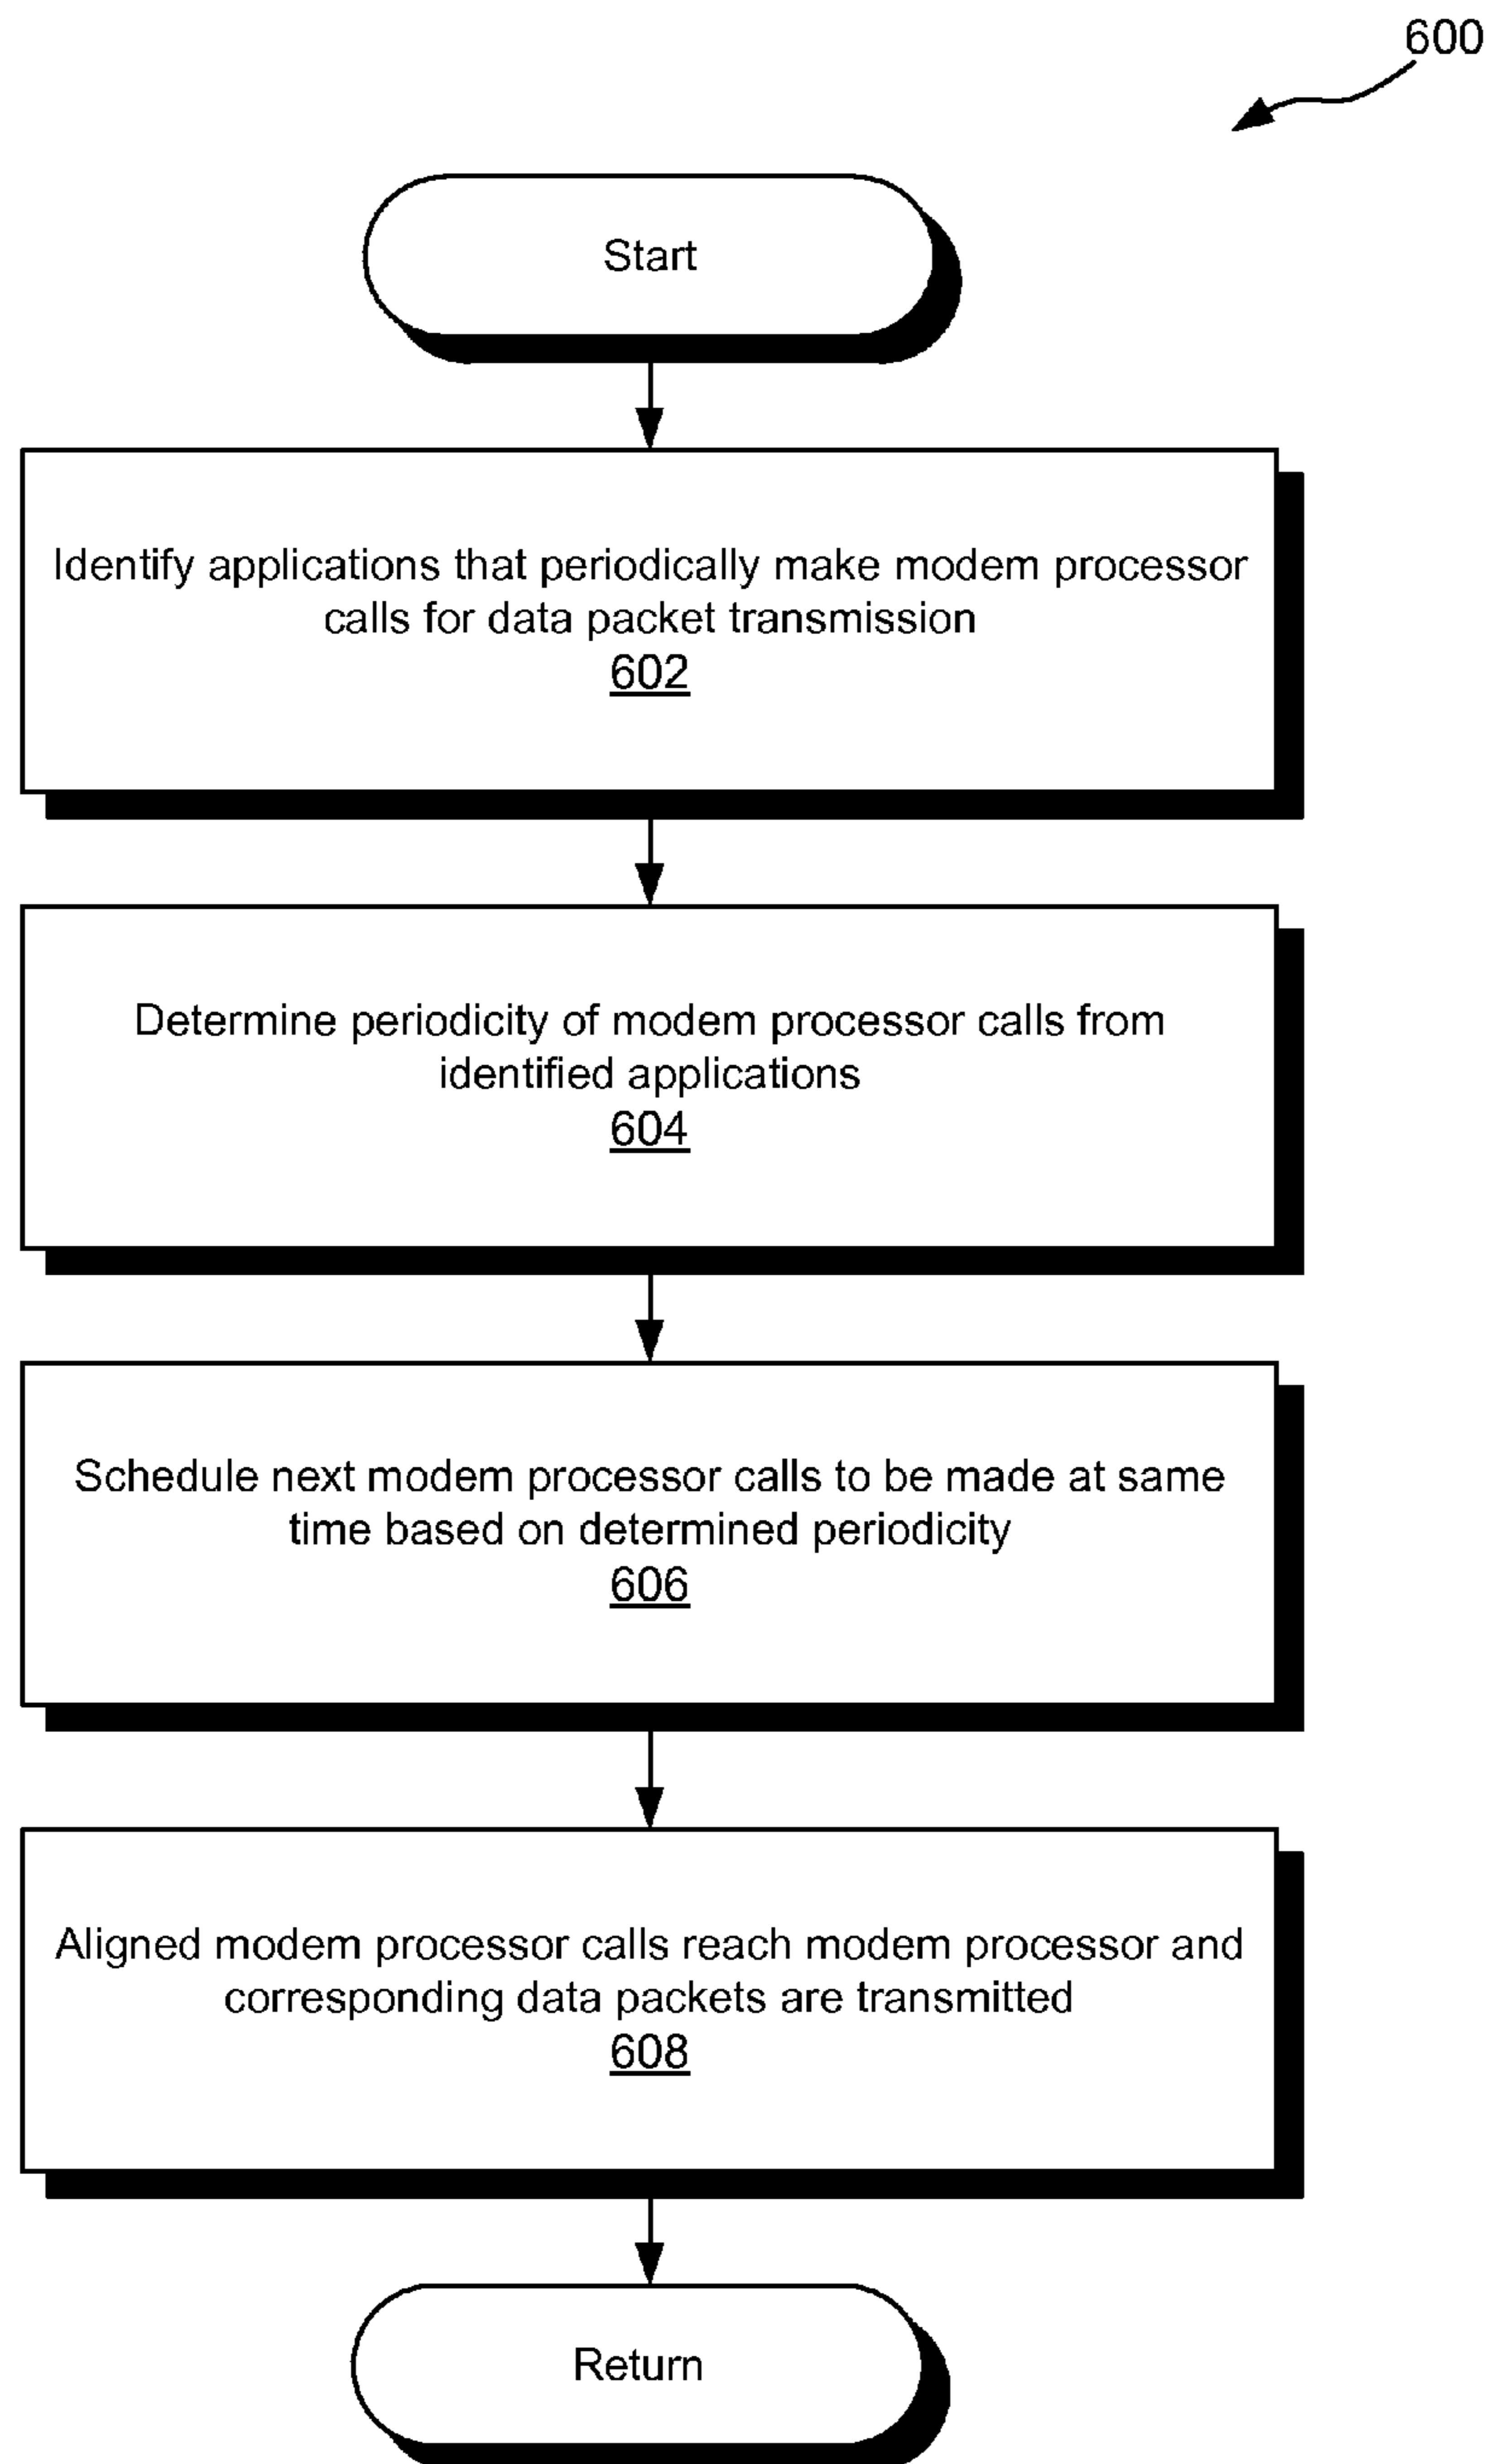 600
Start
Identify applications that periodically make modem processor
calls for data packet transmission
602
Determine periodicity of modem processor calls from
identified applications
604
Schedule next modem processor calls to be made at same
time based on determined periodicity
606
Aligned modem processor calls reach modem processor and
corresponding data packets are transmitted
608
Return